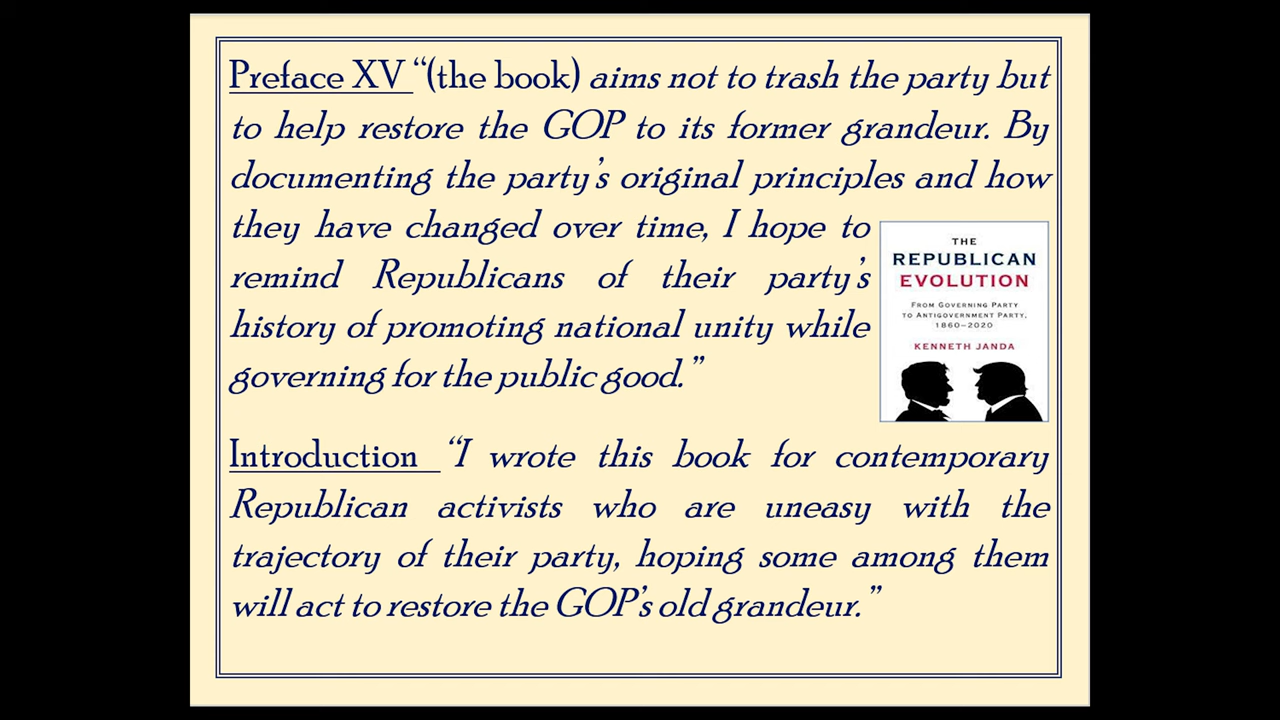 Preface XV “(the book) aims not to trash the party but
to help restore the GOP to its former grandeur. By
documenting the party’s original principles and how
they have changed over time, I hope to
remind Republicans of their party’s
history of promoting national unity while
governing for the public good.”
THE
REPUBLICAN
EVOLUTION
FROM GOVERNING PARTY
TO ANTIGOVERNMENT PARTY,
1860–2020
KENNETH JANDA
Introduction “I wrote this book for contemporary
Republican activists who are uneasy with the
trajectory of their party, hoping some among them
will act to restore the GOP’s old grandeur.”